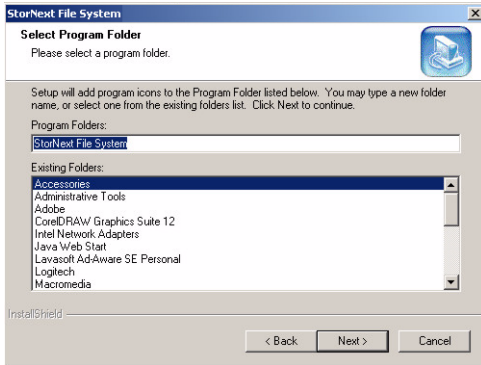 StorNext File System
Select Program Folder
Please select a program folder.
Setup will add program icons to the Program Folder listed below. You may type a new folder
name, or select one from the existing folders list. Click Next to continue.
Program Folders:
StorNext File System
Existing Folders:
Accessories
Administrative Tools
Adobe
CorelDRAW Graphics Suite 12
Intel Network Adapters
Java Web Start
Lavasoft Ad-Aware SE Personal
Logitech
Macromedia
InstallShield
< Back Next > Cancel